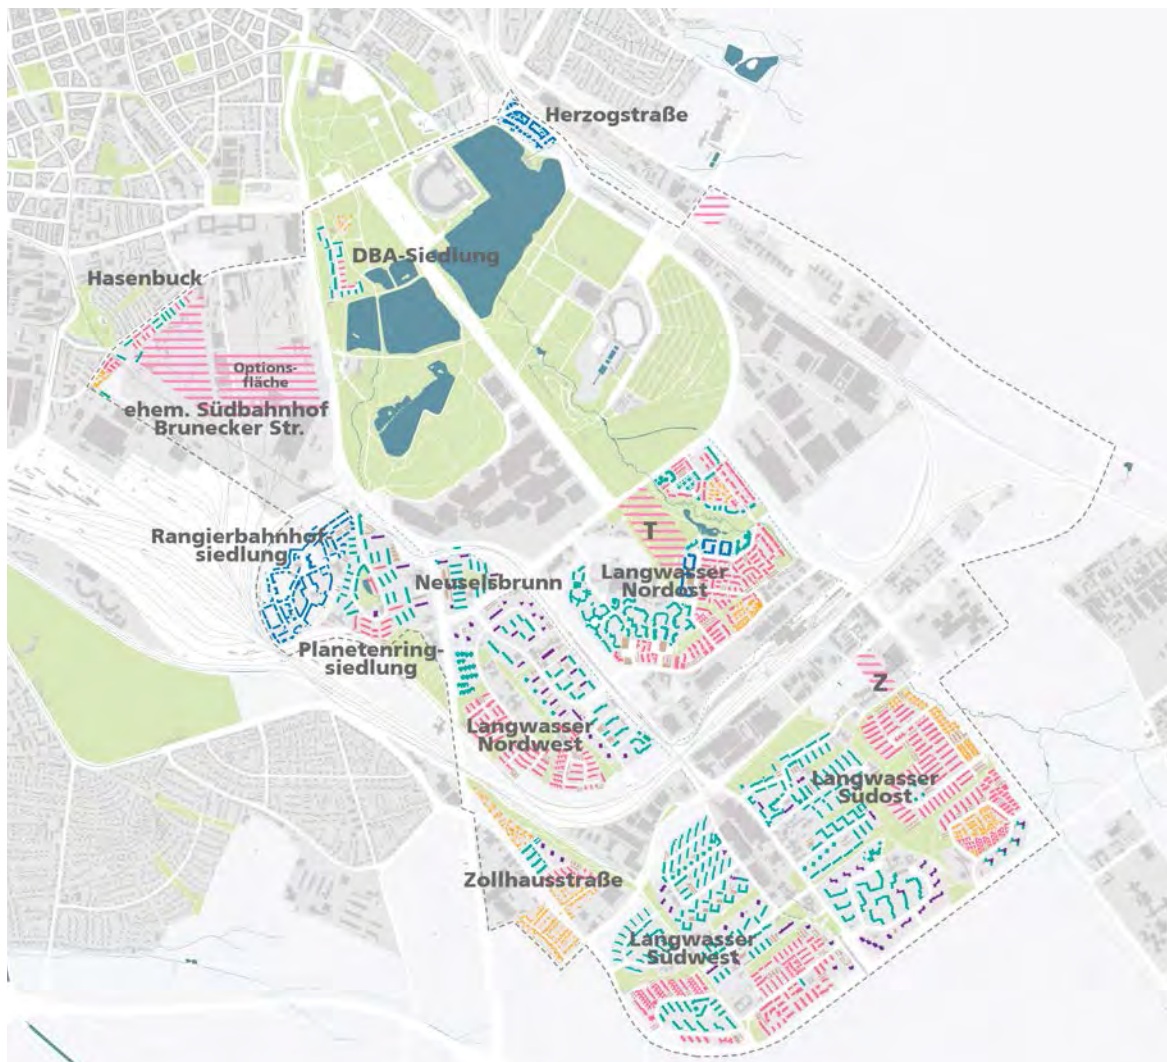 Herzogstraße
DBA-Siedlung
Hasenbuck
Options-
fläche
ehem. Südbahnhof
Brunecker Str.
Rangierbahnhof-
siedlung
T
Langwasser
Nordost
Neuselsbrunn
Planetenring-
siedlung
Z
Langwasser
Nordwest
Langwasser
Südost
Zollhausstraße
Langwasser
Südwest